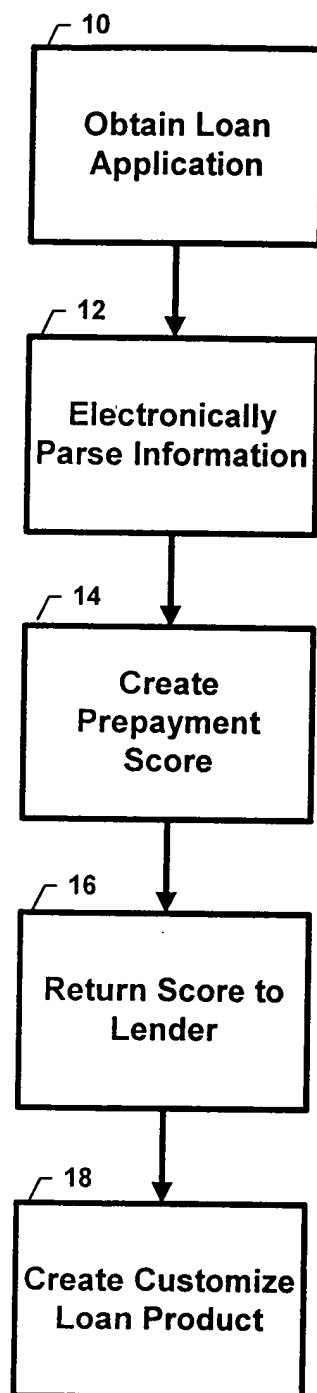 10
Obtain Loan
Application
12
Electronically
Parse Information
14
Create
Prepayment
Score
16
Return Score to
Lender
18
Create Customize
Loan Product